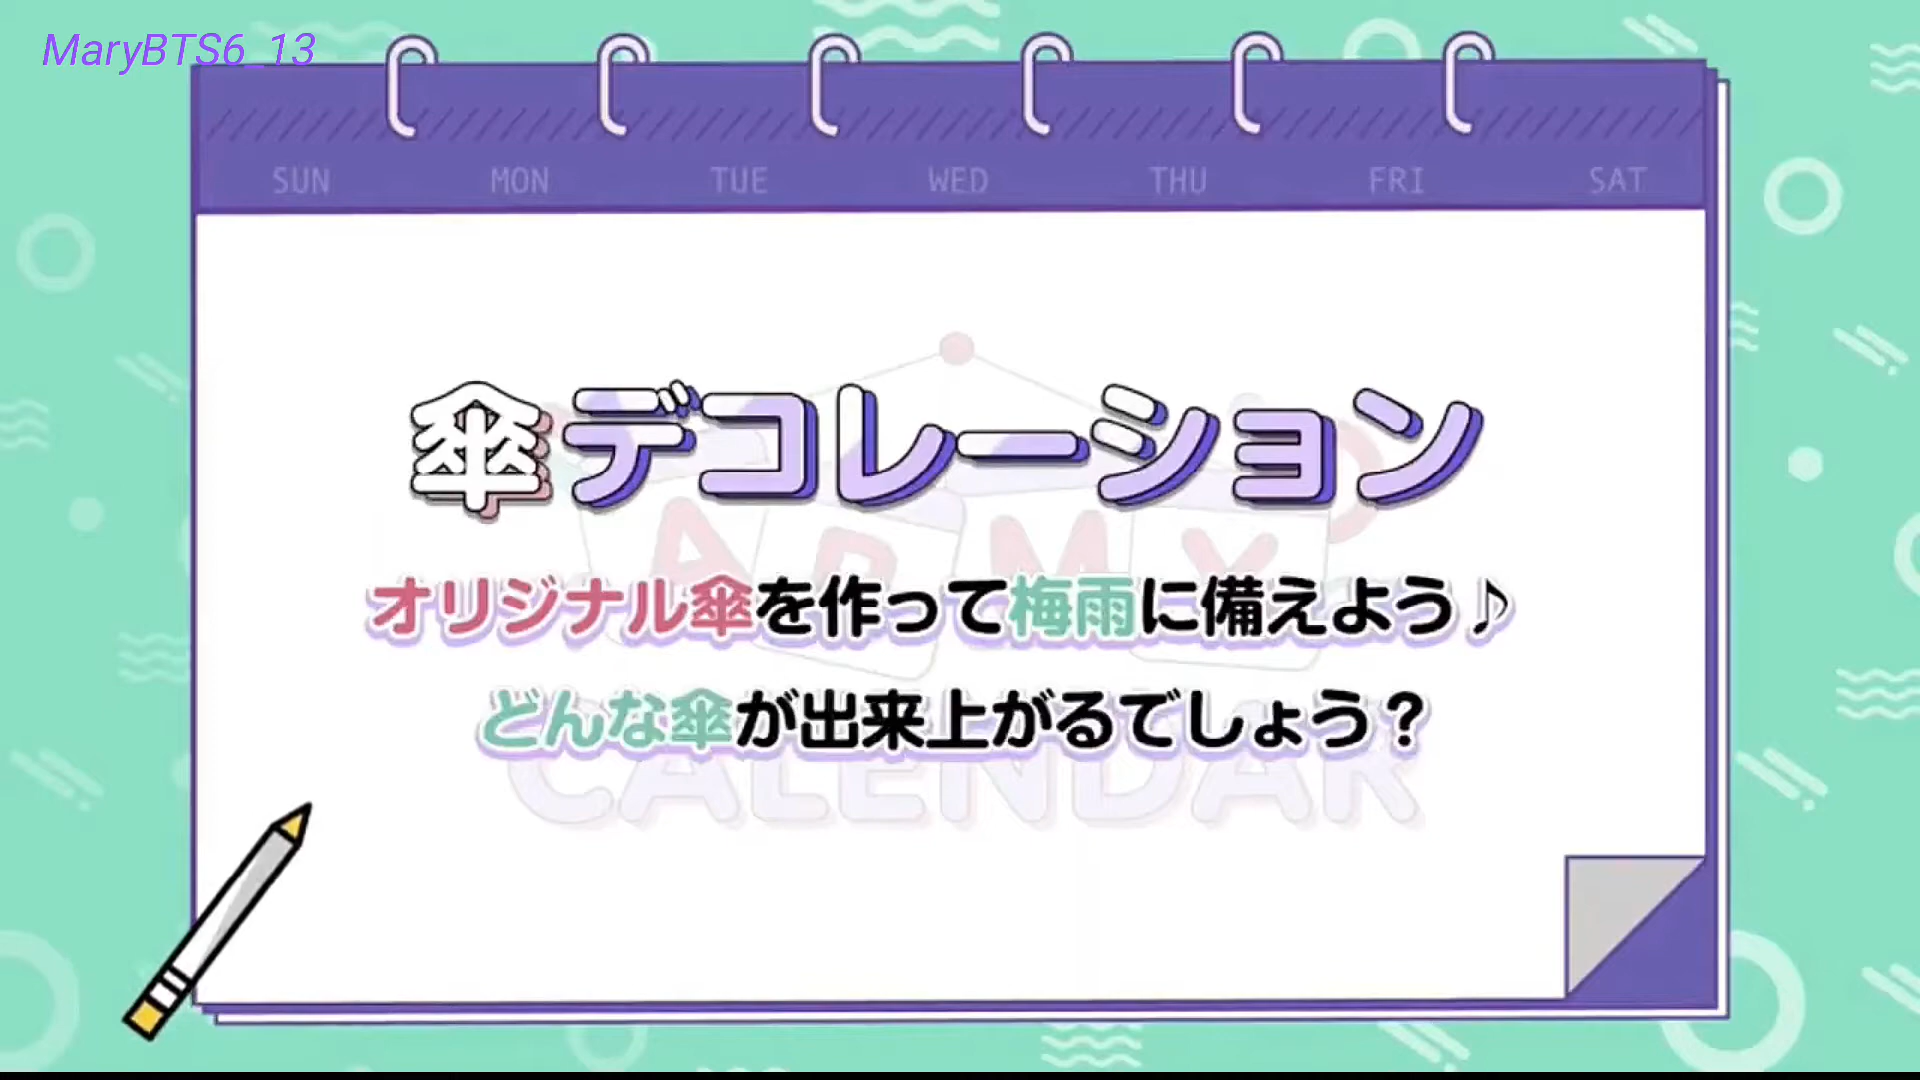 MaryBTS6_13
SUN MON TUE WED THU FRI SAT
傘デコレーション
ARMY
オリジナル傘を作って梅雨に備えよう♪
どんな傘が出来上がるでしょう？
CALENDAR